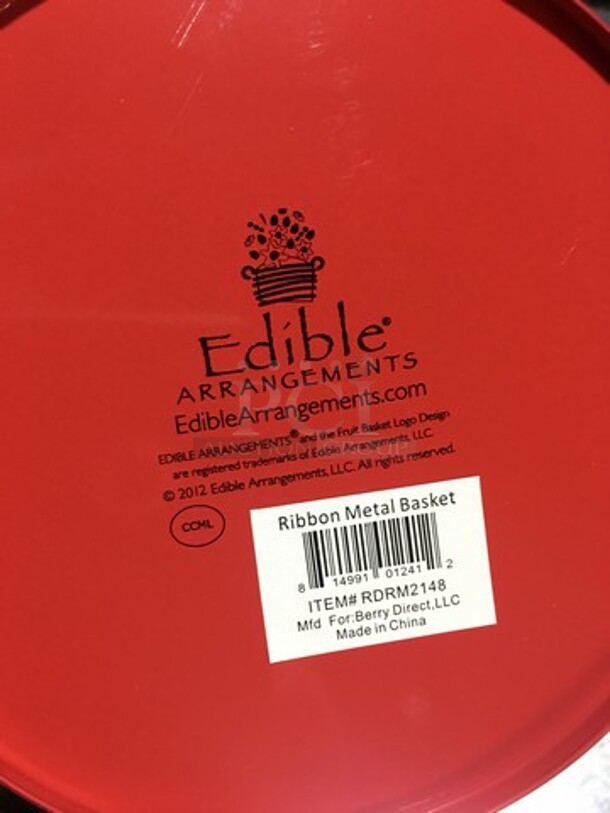 Edible®
ARRANGEMENTS
EdibleArrangements.com
EDIBLE ARRANGEMENTS® and the Fruit Basket Logo Design
are registered trademarks of Edible Arrangements, LLC.
© 2012 Edible Arrangements, LLC. All rights reserved.
CCML
Ribbon Metal Basket
8 14991 01241 2
ITEM# RDRM2148
Mfd For:Berry Direct,LLC
Made in China